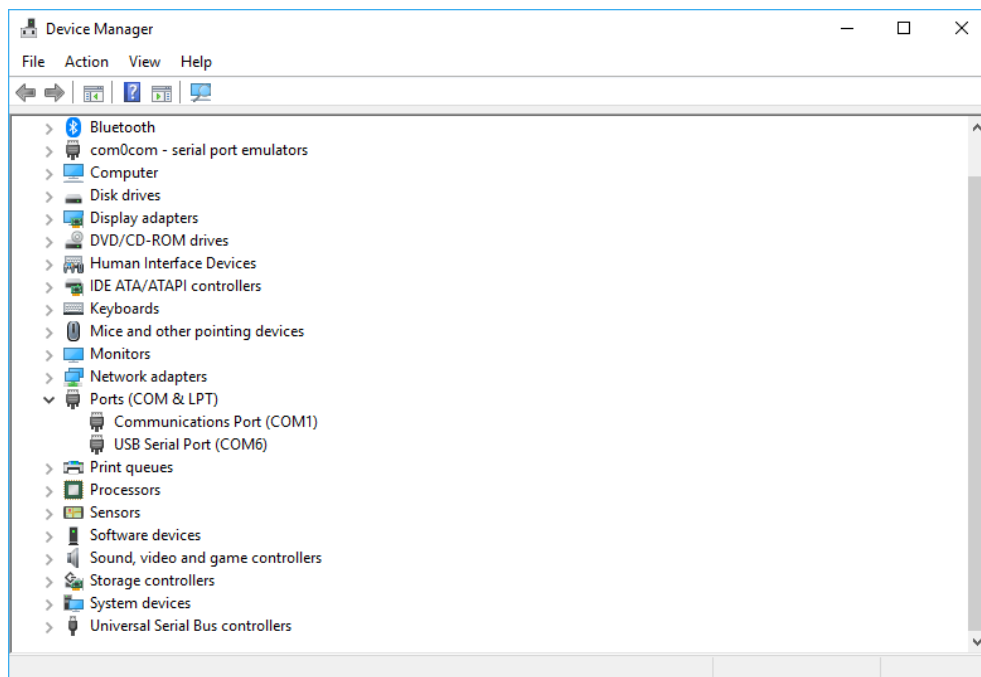 Device Manager
File Action View Help
Bluetooth
com0com - serial port emulators
Computer
Disk drives
Display adapters
DVD/CD-ROM drives
Human Interface Devices
IDE ATA/ATAPI controllers
Keyboards
Mice and other pointing devices
Monitors
Network adapters
Ports (COM & LPT)
Communications Port (COM1)
USB Serial Port (COM6)
Print queues
Processors
Sensors
Software devices
Sound, video and game controllers
Storage controllers
System devices
Universal Serial Bus controllers